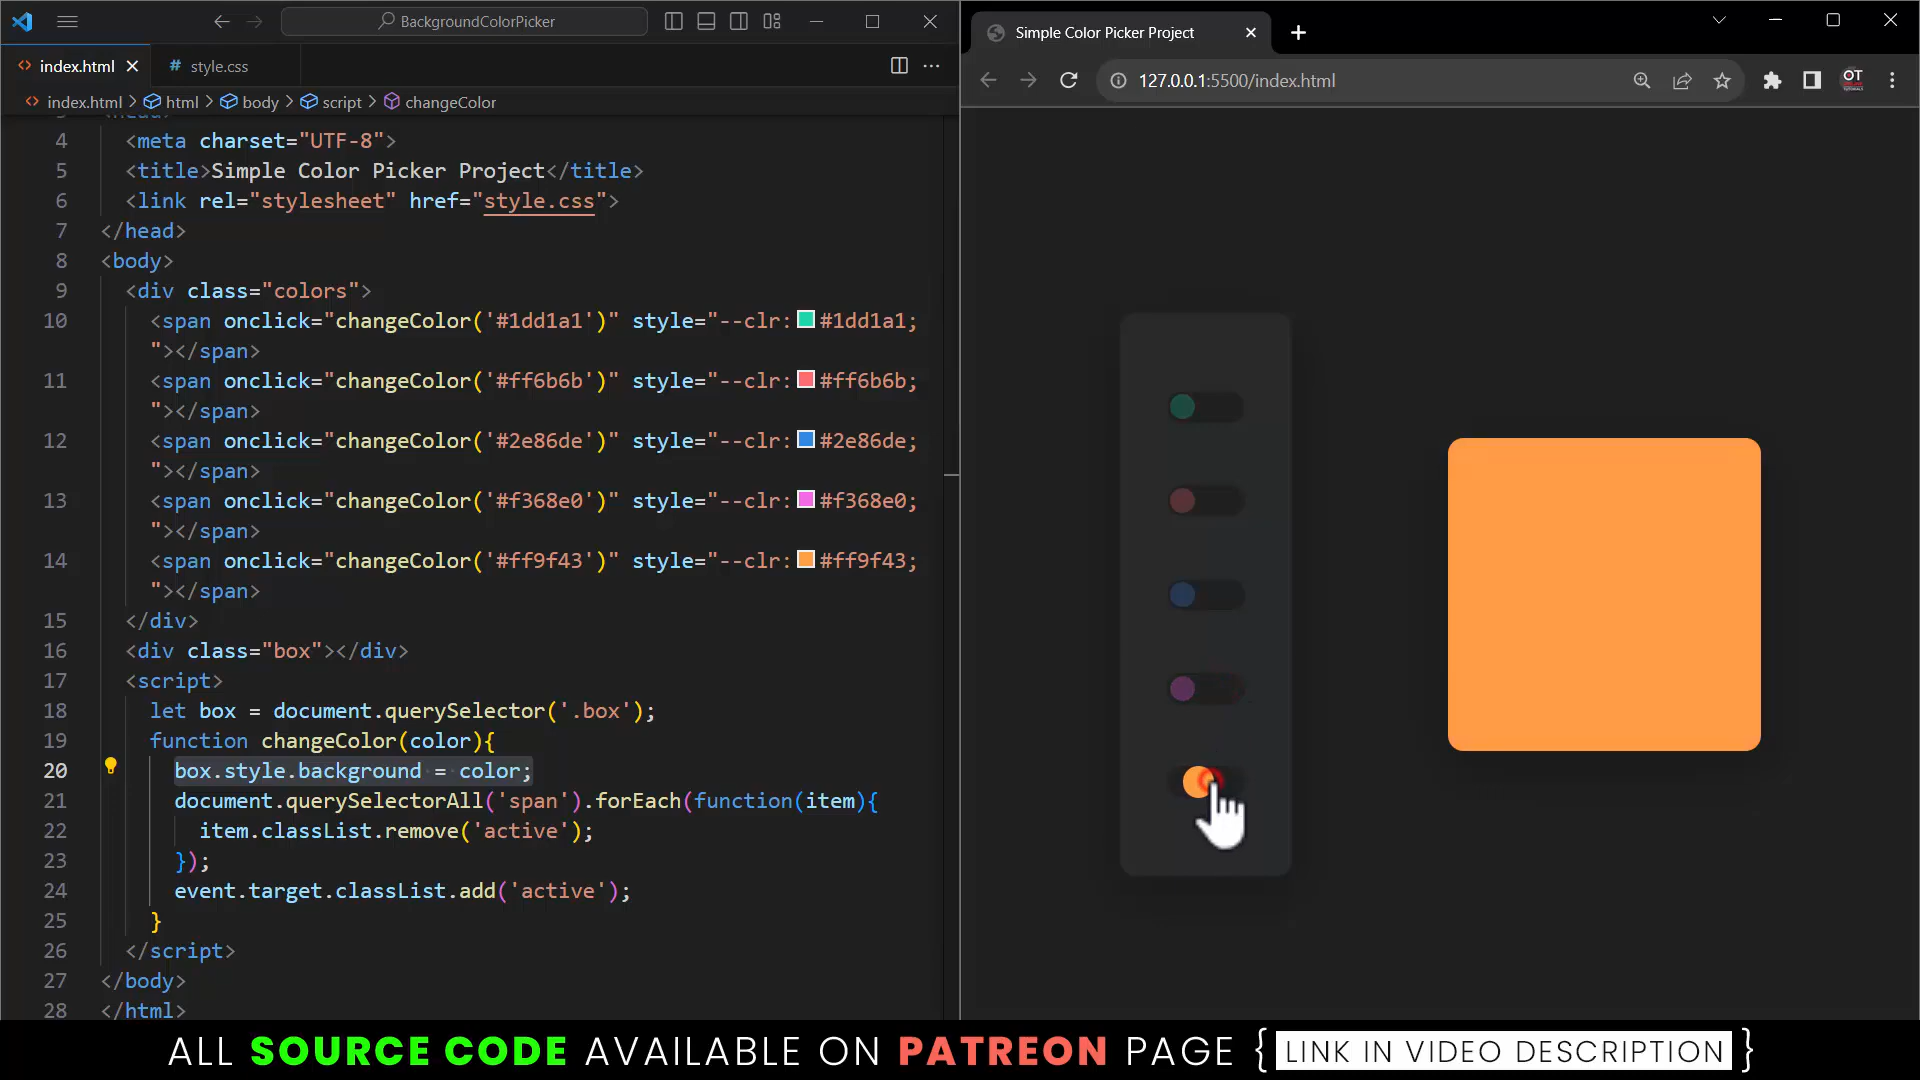 BackgroundColorPicker
index.html
# style.css
index.html > html > body > script > changeColor
4 <meta charset="UTF-8">
5 <title>Simple Color Picker Project</title>
6 <link rel="stylesheet" href="style.css">
7 </head>
8 <body>
9 <div class="colors">
10 <span onclick="changeColor('#1dd1a1')" style="--clr:#1dd1a1;
"></span>
11 <span onclick="changeColor('#ff6b6b')" style="--clr:#ff6b6b;
"></span>
12 <span onclick="changeColor('#2e86de')" style="--clr:#2e86de;
"></span>
13 <span onclick="changeColor('#f368e0')" style="--clr:#f368e0;
"></span>
14 <span onclick="changeColor('#ff9f43')" style="--clr:#ff9f43;
"></span>
15 </div>
16 <div class="box"></div>
17 <script>
18 let box = document.querySelector('.box');
19 function changeColor(color){
20 box.style.background = color;
21 document.querySelectorAll('span').forEach(function(item){
22 item.classList.remove('active');
23 });
24 event.target.classList.add('active');
25 }
26 </script>
27 </body>
28 </html>
Simple Color Picker Project
127.0.0.1:5500/index.html
OT
ALL SOURCE CODE AVAILABLE ON PATREON PAGE { LINK IN VIDEO DESCRIPTION }